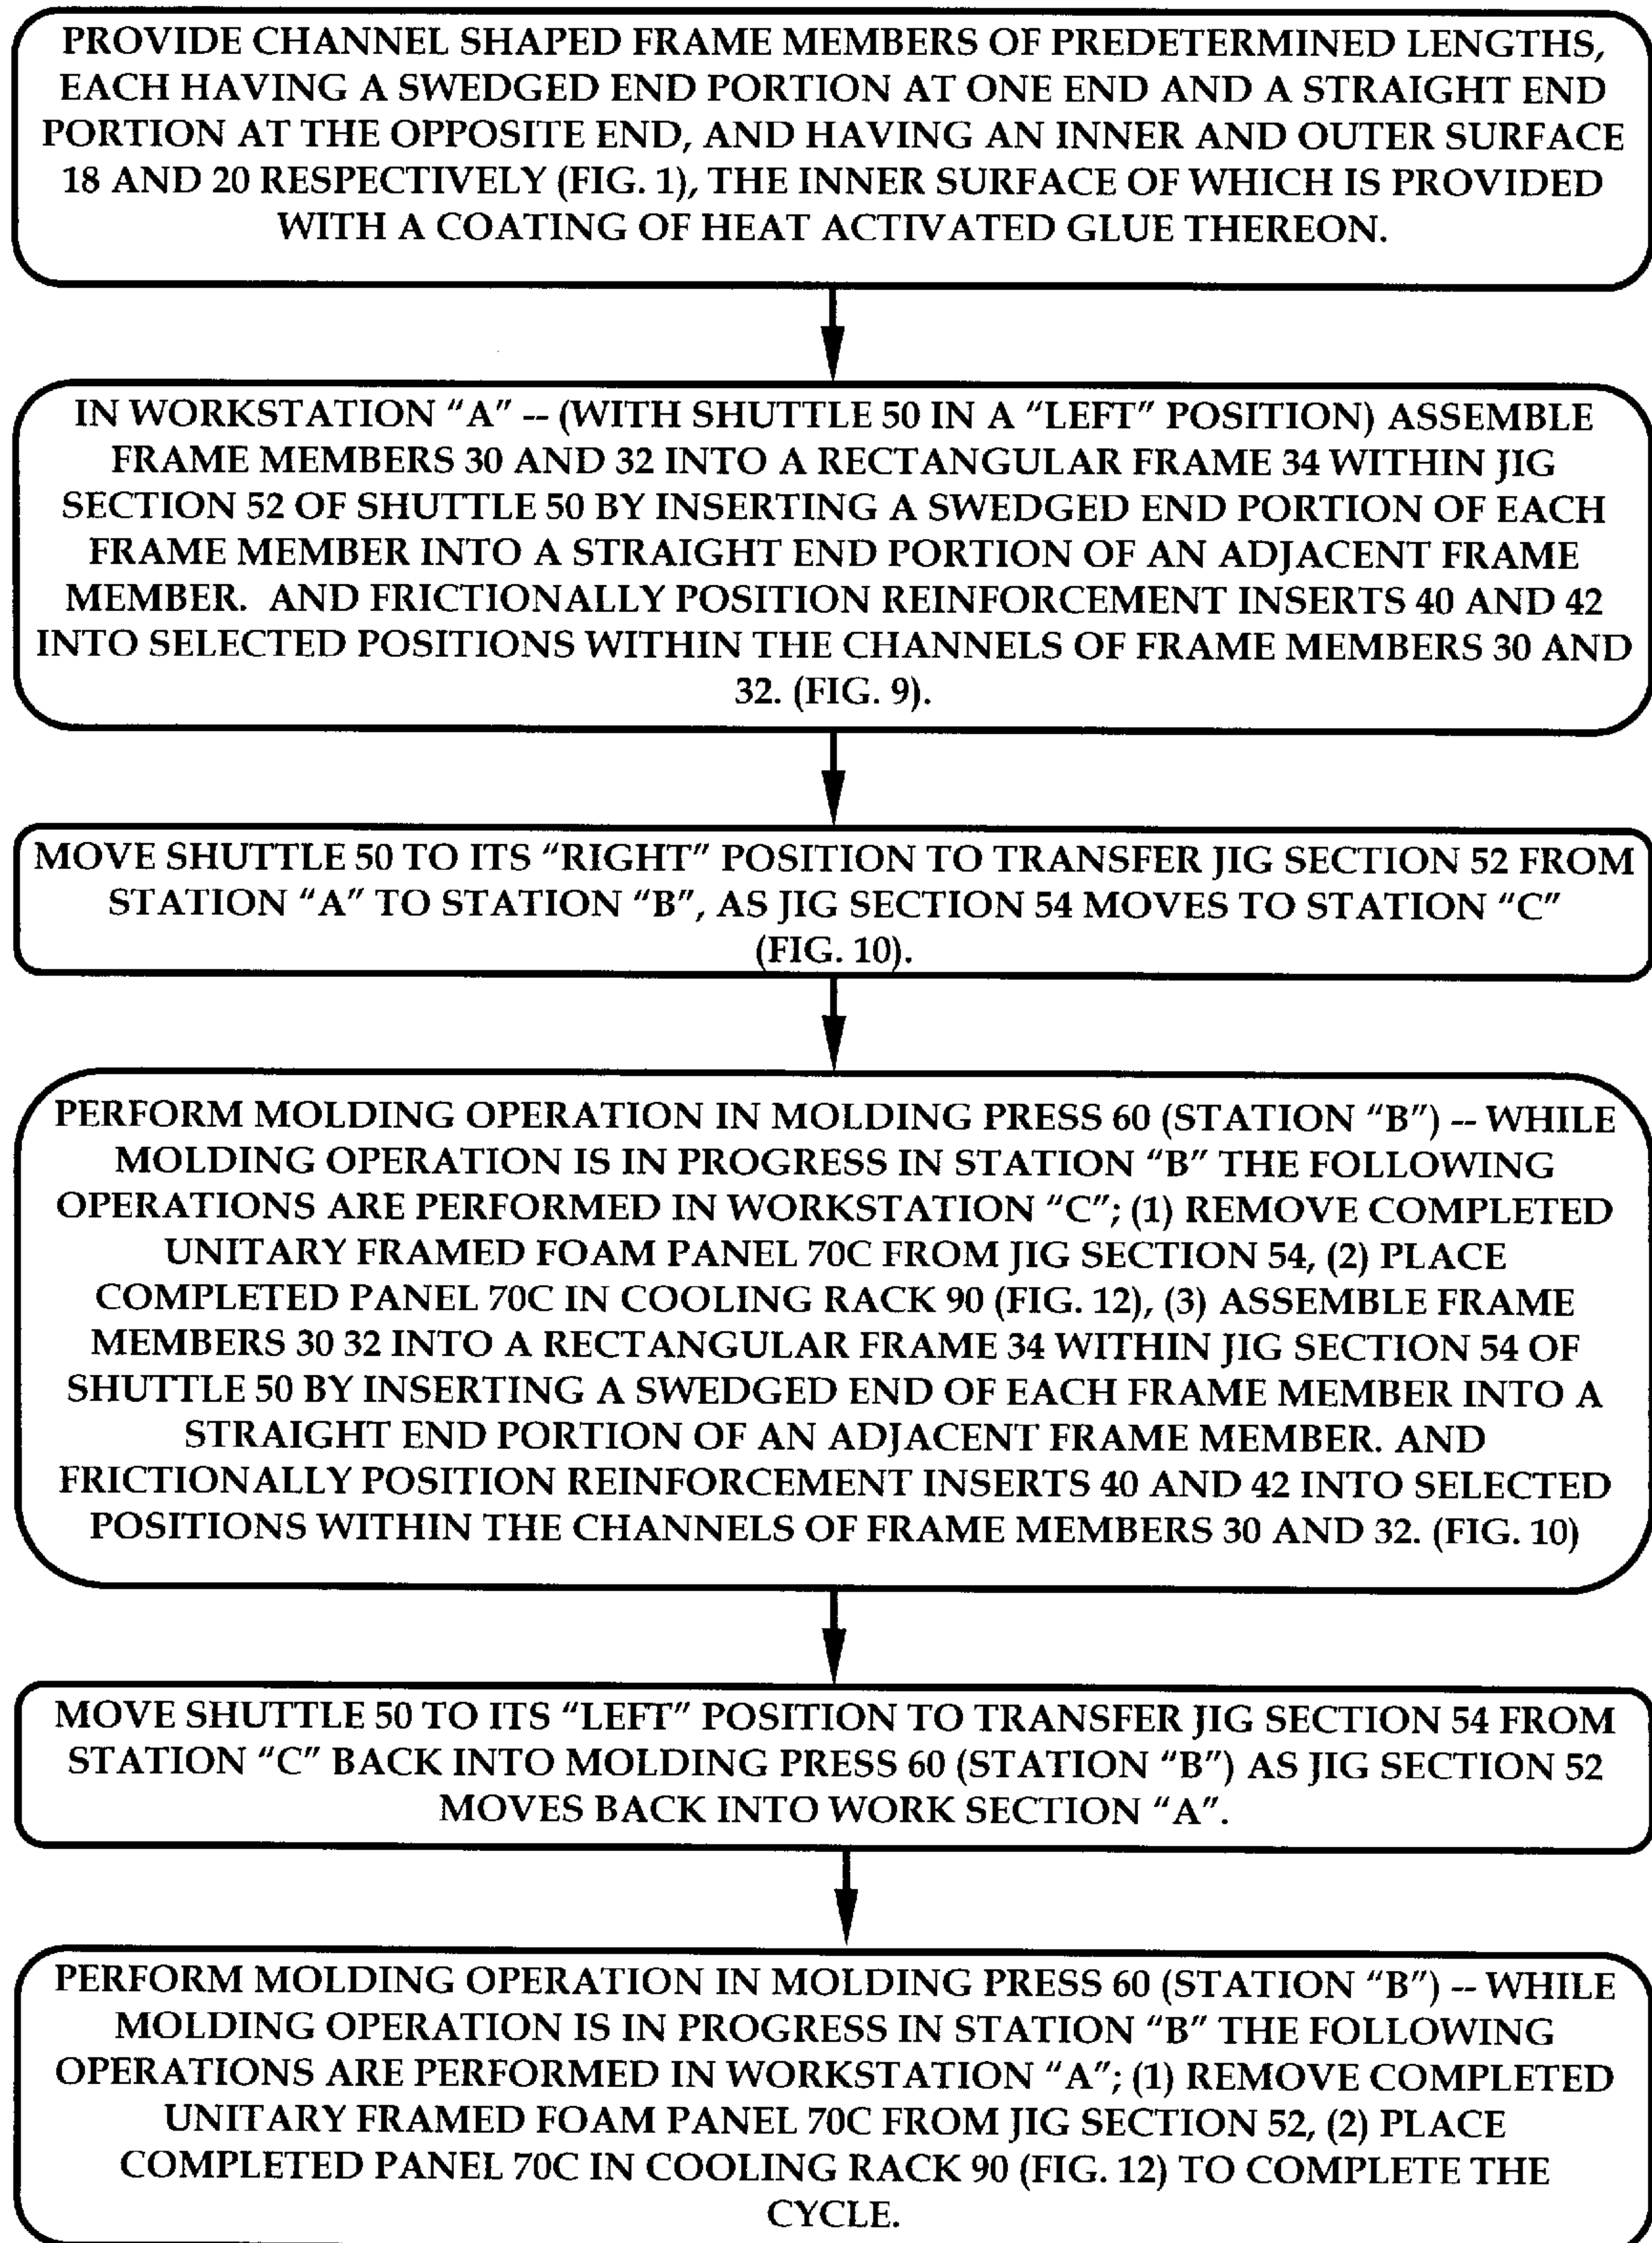 PROVIDE CHANNEL SHAPED FRAME MEMBERS OF PREDETERMINED LENGTHS,
EACH HAVING A SWEDGED END PORTION AT ONE END AND A STRAIGHT END
PORTION AT THE OPPOSITE END, AND HAVING AN INNER AND OUTER SURFACE
18 AND 20 RESPECTIVELY (FIG. 1), THE INNER SURFACE OF WHICH IS PROVIDED
WITH A COATING OF HEAT ACTIVATED GLUE THEREON.
IN WORKSTATION "A" -- (WITH SHUTTLE 50 IN A "LEFT" POSITION) ASSEMBLE
FRAME MEMBERS 30 AND 32 INTO A RECTANGULAR FRAME 34 WITHIN JIG
SECTION 52 OF SHUTTLE 50 BY INSERTING A SWEDGED END PORTION OF EACH
FRAME MEMBER INTO A STRAIGHT END PORTION OF AN ADJACENT FRAME
MEMBER. AND FRICTIONALLY POSITION REINFORCEMENT INSERTS 40 AND 42
INTO SELECTED POSITIONS WITHIN THE CHANNELS OF FRAME MEMBERS 30 AND
32. (FIG. 9).
MOVE SHUTTLE 50 TO ITS "RIGHT" POSITION TO TRANSFER JIG SECTION 52 FROM
STATION "A" TO STATION "B", AS JIG SECTION 54 MOVES TO STATION "C"
(FIG. 10).
PERFORM MOLDING OPERATION IN MOLDING PRESS 60 (STATION "B") -- WHILE
MOLDING OPERATION IS IN PROGRESS IN STATION "B" THE FOLLOWING
OPERATIONS ARE PERFORMED IN WORKSTATION "C"; (1) REMOVE COMPLETED
UNITARY FRAMED FOAM PANEL 70C FROM JIG SECTION 54, (2) PLACE
COMPLETED PANEL 70C IN COOLING RACK 90 (FIG. 12), (3) ASSEMBLE FRAME
MEMBERS 30 32 INTO A RECTANGULAR FRAME 34 WITHIN JIG SECTION 54 OF
SHUTTLE 50 BY INSERTING A SWEDGED END OF EACH FRAME MEMBER INTO A
STRAIGHT END PORTION OF AN ADJACENT FRAME MEMBER. AND
FRICTIONALLY POSITION REINFORCEMENT INSERTS 40 AND 42 INTO SELECTED
POSITIONS WITHIN THE CHANNELS OF FRAME MEMBERS 30 AND 32. (FIG. 10)
MOVE SHUTTLE 50 TO ITS "LEFT" POSITION TO TRANSFER JIG SECTION 54 FROM
STATION "C" BACK INTO MOLDING PRESS 60 (STATION "B") AS JIG SECTION 52
MOVES BACK INTO WORK SECTION "A".
PERFORM MOLDING OPERATION IN MOLDING PRESS 60 (STATION "B") -- WHILE
MOLDING OPERATION IS IN PROGRESS IN STATION "B" THE FOLLOWING
OPERATIONS ARE PERFORMED IN WORKSTATION "A"; (1) REMOVE COMPLETED
UNITARY FRAMED FOAM PANEL 70C FROM JIG SECTION 52, (2) PLACE
COMPLETED PANEL 70C IN COOLING RACK 90 (FIG. 12) TO COMPLETE THE
CYCLE.